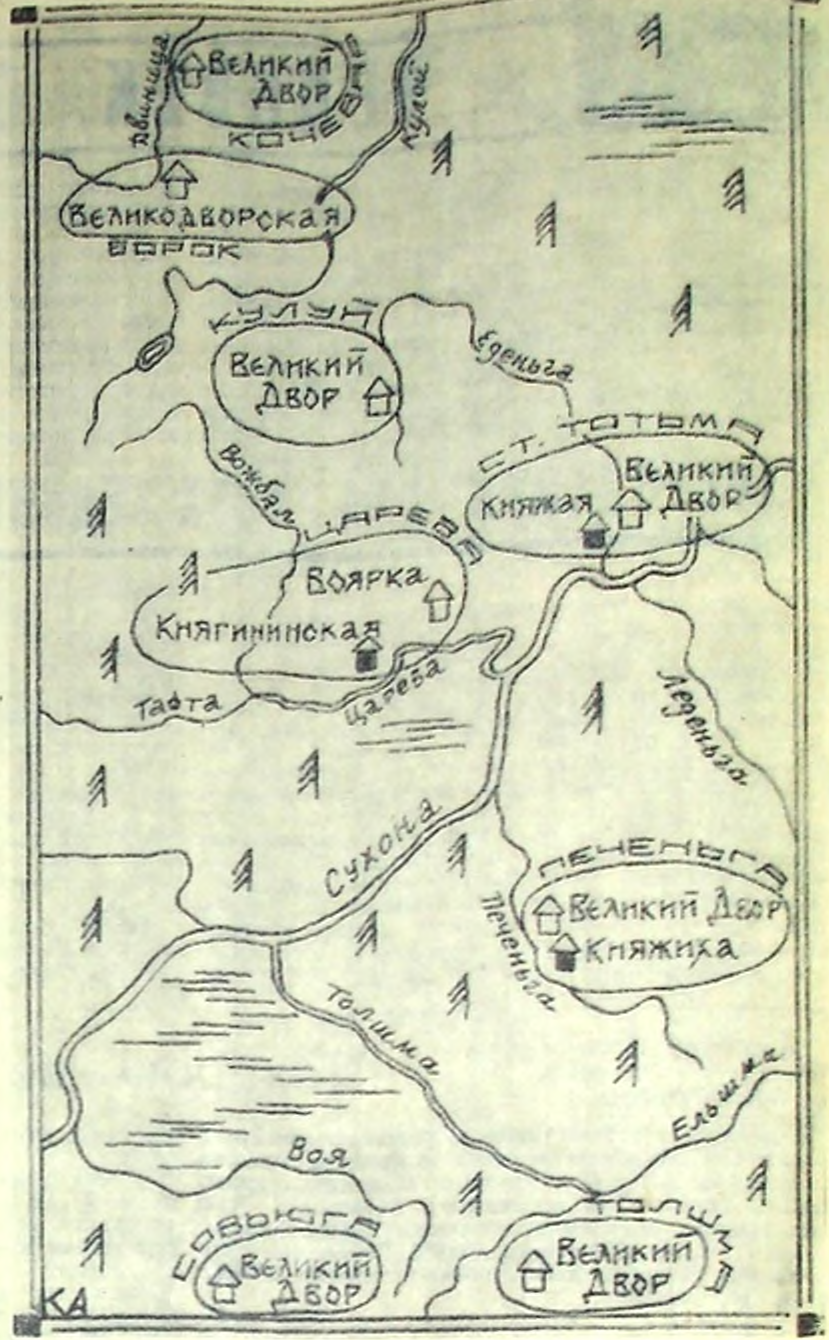 Двиница
ВЕЛИКИЙ
ДВОР
КОЧЕВАР
Кулой
ВЕЛИКОДВОРСКАЯ
БОРОК
КУЛУЙ
ВЕЛИКИЙ
ДВОР
Еденьга
СТ. ТОТЬМА
ВЕЛИКИЙ
ДВОР
КНЯЖАЯ
Вожбал
ЦАРЕВА
БОЯРКА
КНЯГИНИНСКАЯ
Тафта
Царева
Леденьга
Сухона
ПЕЧЕНЬГА
ВЕЛИКИЙ ДВОР
КНЯЖИХА
Печеньга
Толшма
Ельшма
Воя
СОВЬЮГА
ВЕЛИКИЙ
ДВОР
ТОЛШМА
ВЕЛИКИЙ
ДВОР
КА